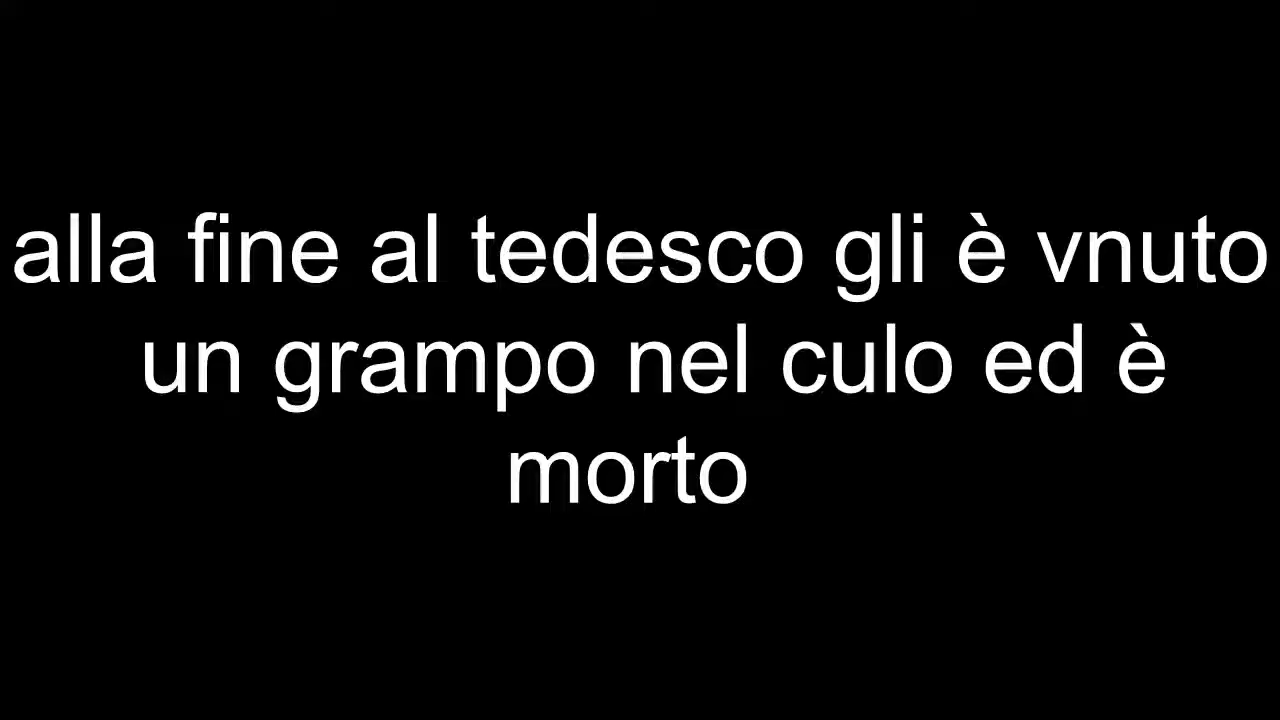 alla fine al tedesco gli è vnuto
un grampo nel culo ed è
morto